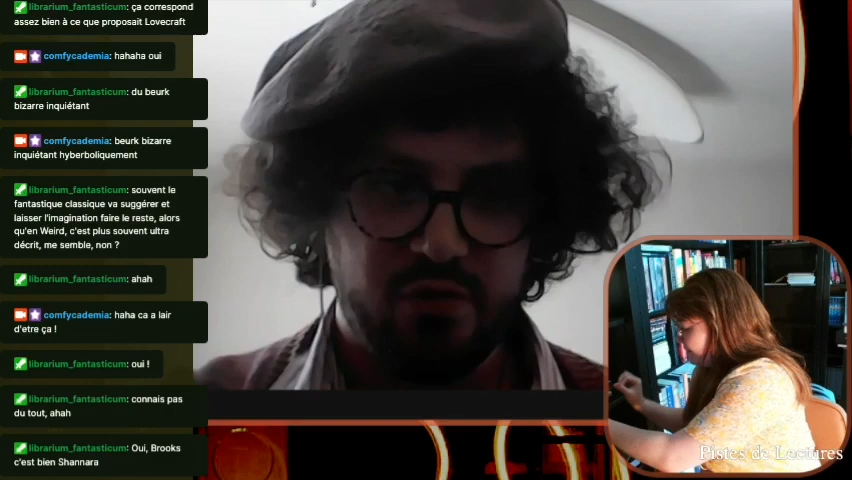 librarium_fantasticum: ça correspond
assez bien à ce que proposait Lovecraft
comfycademia: hahaha oui
librarium_fantasticum: du beurk
bizarre inquiétant
comfycademia: beurk bizarre
inquiétant hyberboliquement
librarium_fantasticum: souvent le
fantastique classique va suggérer et
laisser l'imagination faire le reste, alors
qu'en Weird, c'est plus souvent ultra
décrit, me semble, non ?
librarium_fantasticum: ahah
comfycademia: haha ca a lair
d'etre ça !
librarium_fantasticum: oui !
librarium_fantasticum: connais pas
du tout, ahah
librarium_fantasticum: Oui, Brooks
c'est bien Shannara
Pistes de Lectures